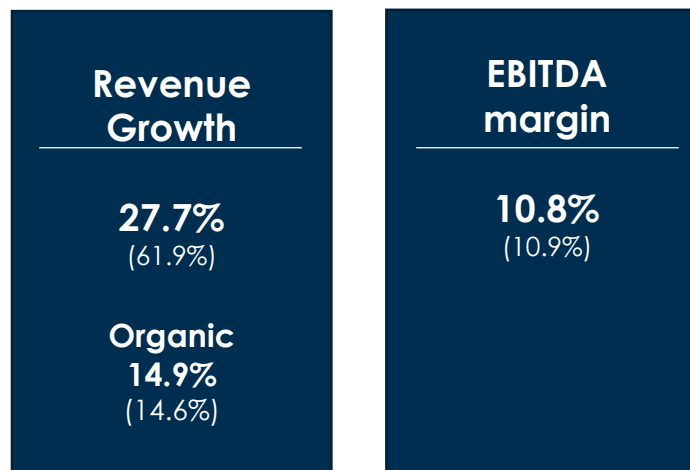 Revenue
Growth
27.7%
(61.9%)
Organic
14.9%
(14.6%)
EBITDA
margin
10.8%
(10.9%)